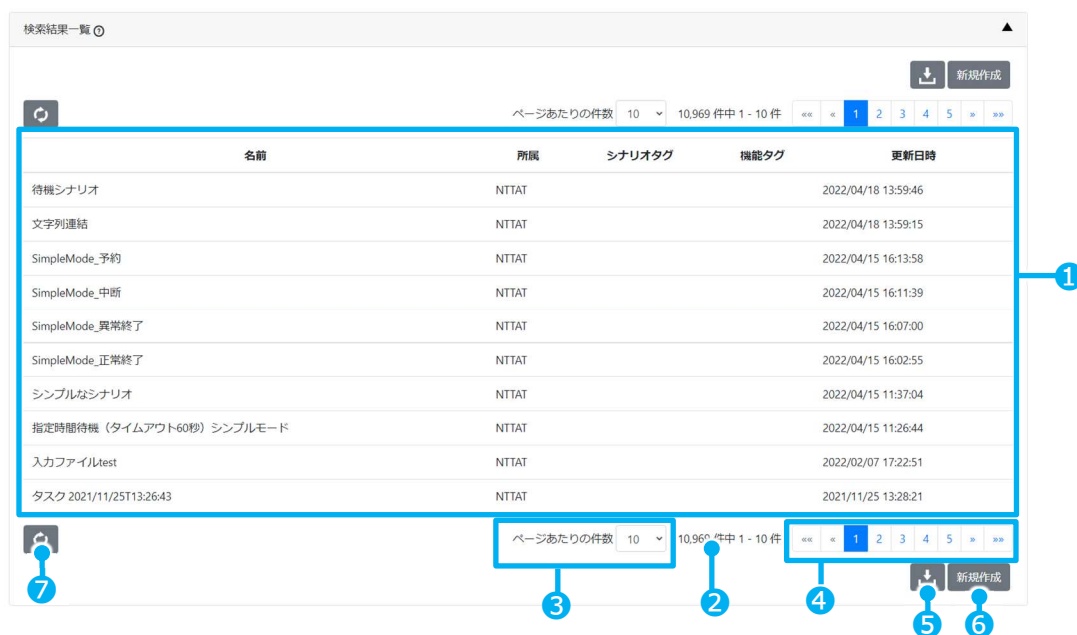 検索結果一覧 ?
▲
新規作成
ページあたりの件数 10 10,969 件中 1 - 10 件 «« « 1 2 3 4 5 » »»
名前 所属 シナリオタグ 機能タグ 更新日時
待機シナリオ NTTAT 2022/04/18 13:59:46
文字列連結 NTTAT 2022/04/18 13:59:15
SimpleMode_予約 NTTAT 2022/04/15 16:13:58
SimpleMode_中断 NTTAT 2022/04/15 16:11:39
SimpleMode_異常終了 NTTAT 2022/04/15 16:07:00
SimpleMode_正常終了 NTTAT 2022/04/15 16:02:55
シンプルなシナリオ NTTAT 2022/04/15 11:37:04
指定時間待機（タイムアウト60秒）シンプルモード NTTAT 2022/04/15 11:26:44
入力ファイルtest NTTAT 2022/02/07 17:22:51
タスク 2021/11/25T13:26:43 NTTAT 2021/11/25 13:28:21
1
ページあたりの件数 10 10,969 件中 1 - 10 件 «« « 1 2 3 4 5 » »»
新規作成
7 3 2 4 5 6